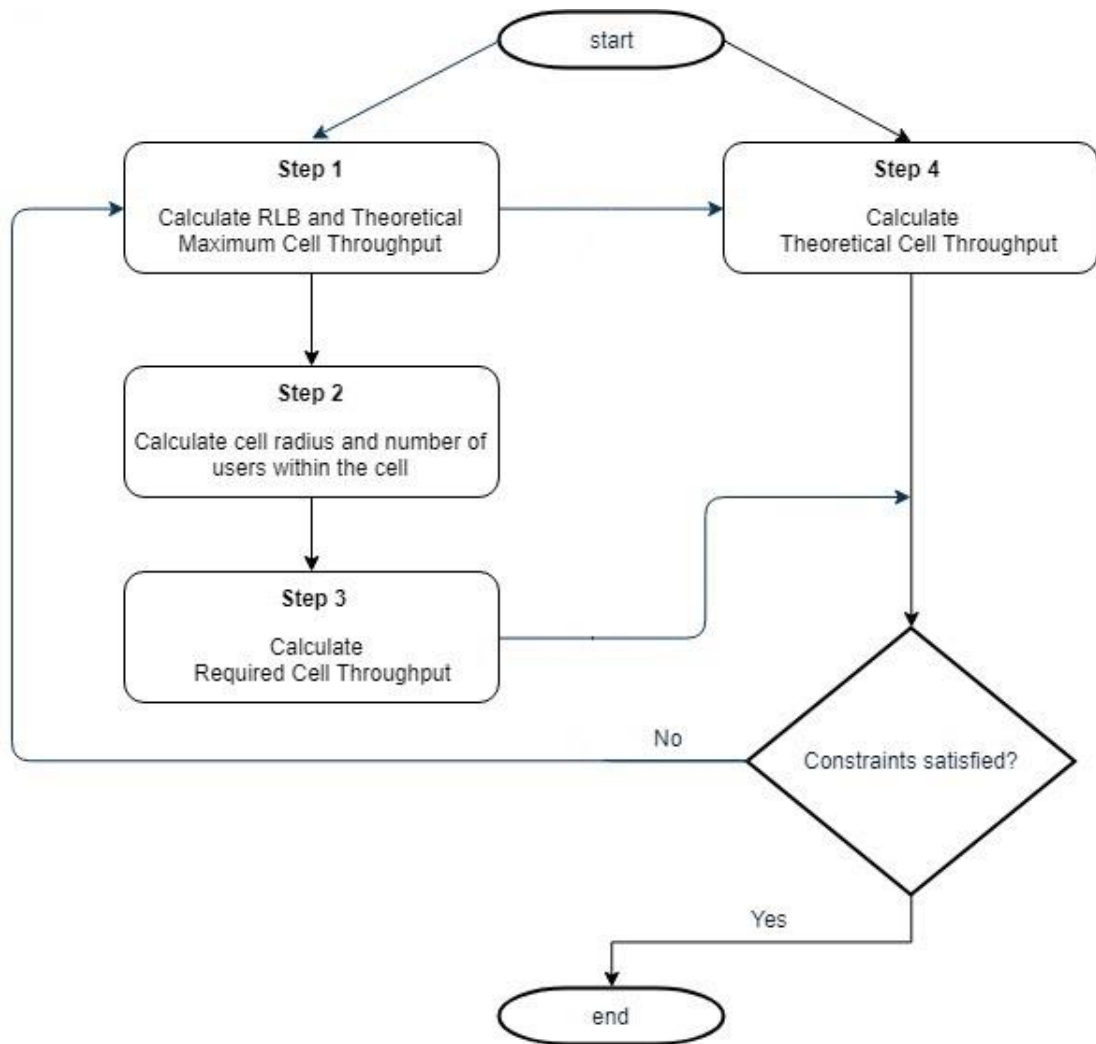 start
Step 1
Calculate RLB and Theoretical
Maximum Cell Throughput
Step 4
Calculate
Theoretical Cell Throughput
Step 2
Calculate cell radius and number of
users within the cell
Step 3
Calculate
Required Cell Throughput
No
Constraints satisfied?
Yes
end